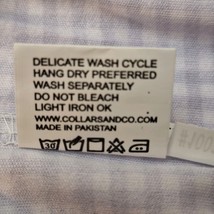 DELICATE WASH CYCLE
HANG DRY PREFERRED
WASH SEPARATELY
DO NOT BLEACH
LIGHT IRON OK
WWW.COLLARSANDCO.COM
MADE IN PAKISTAN
30